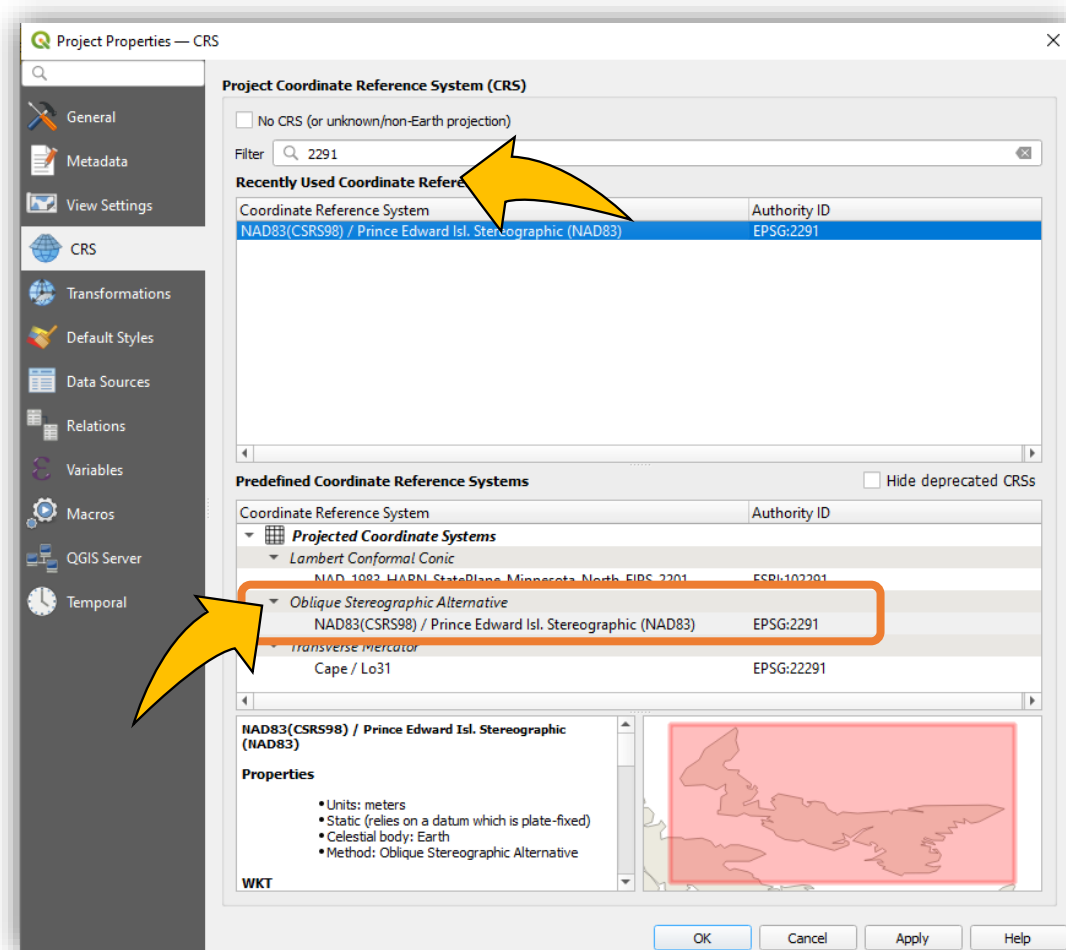 Project Properties — CRS
Project Coordinate Reference System (CRS)
General
Metadata
View Settings
CRS
Transformations
Default Styles
Data Sources
Relations
Variables
Macros
QGIS Server
Temporal
No CRS (or unknown/non-Earth projection)
Filter 2291
Recently Used Coordinate
Coordinate Reference System Authority ID
NAD83(CSRS98) / Prince Edward Isl. Stereographic (NAD83) EPSG:2291
Predefined Coordinate Reference Systems Hide deprecated CRSs
Coordinate Reference System Authority ID
Projected Coordinate Systems
Lambert Conformal Conic
NAD_1983_HARN_StatePlane_Minnesota_North_FIPS_2201 ESRI:102291
Oblique Stereographic Alternative
NAD83(CSRS98) / Prince Edward Isl. Stereographic (NAD83) EPSG:2291
Transverse Mercator
Cape / Lo31 EPSG:22291
NAD83(CSRS98) / Prince Edward Isl. Stereographic
(NAD83)
Properties
• Units: meters
• Static (relies on a datum which is plate-fixed)
• Celestial body: Earth
• Method: Oblique Stereographic Alternative
WKT
OK Cancel Apply Help